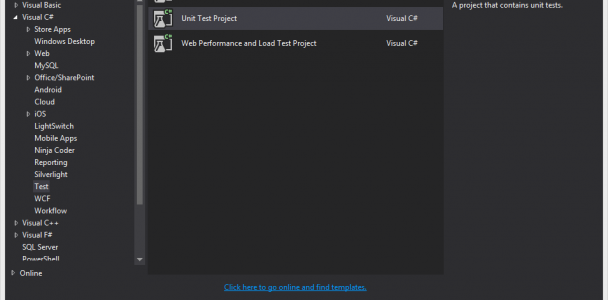 Visual Basic
Visual C#
Store Apps
Windows Desktop
Web
MySQL
Office/SharePoint
Android
Cloud
iOS
LightSwitch
Mobile Apps
Ninja Coder
Reporting
Silverlight
Test
WCF
Workflow
Visual C++
Visual F#
SQL Server
PowerShell
Online
C#
Unit Test Project Visual C#
C#
Web Performance and Load Test Project Visual C#
A project that contains unit tests.
Click here to go online and find templates.